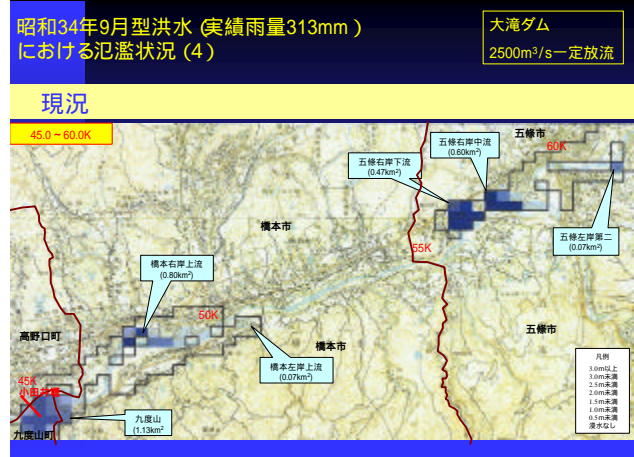 昭和34年9月型洪水（実績雨量313mm）
における氾濫状況（4）
大滝ダム
2500m³/s一定放流
現況
45.0～60.0K
五條市
60K
五條右岸中流
(0.60km²)
五條右岸下流
(0.47km²)
五條左岸第二
(0.07km²)
橋本市
55K
橋本右岸上流
(0.80km²)
50K
高野口町
橋本市
五條市
橋本左岸上流
(0.07km²)
45K
九度山
(1.13km²
九度山町
凡例
3.0m以上
3.0m未満
2.5m未満
2.0m未満
1.5m未満
1.0m未満
0.5m未満
浸水なし